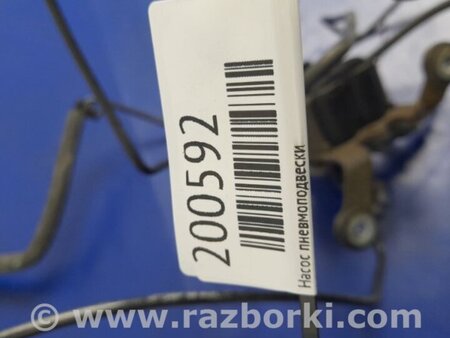 200592
Насос пневмоподвески
© - www.razborki.com -